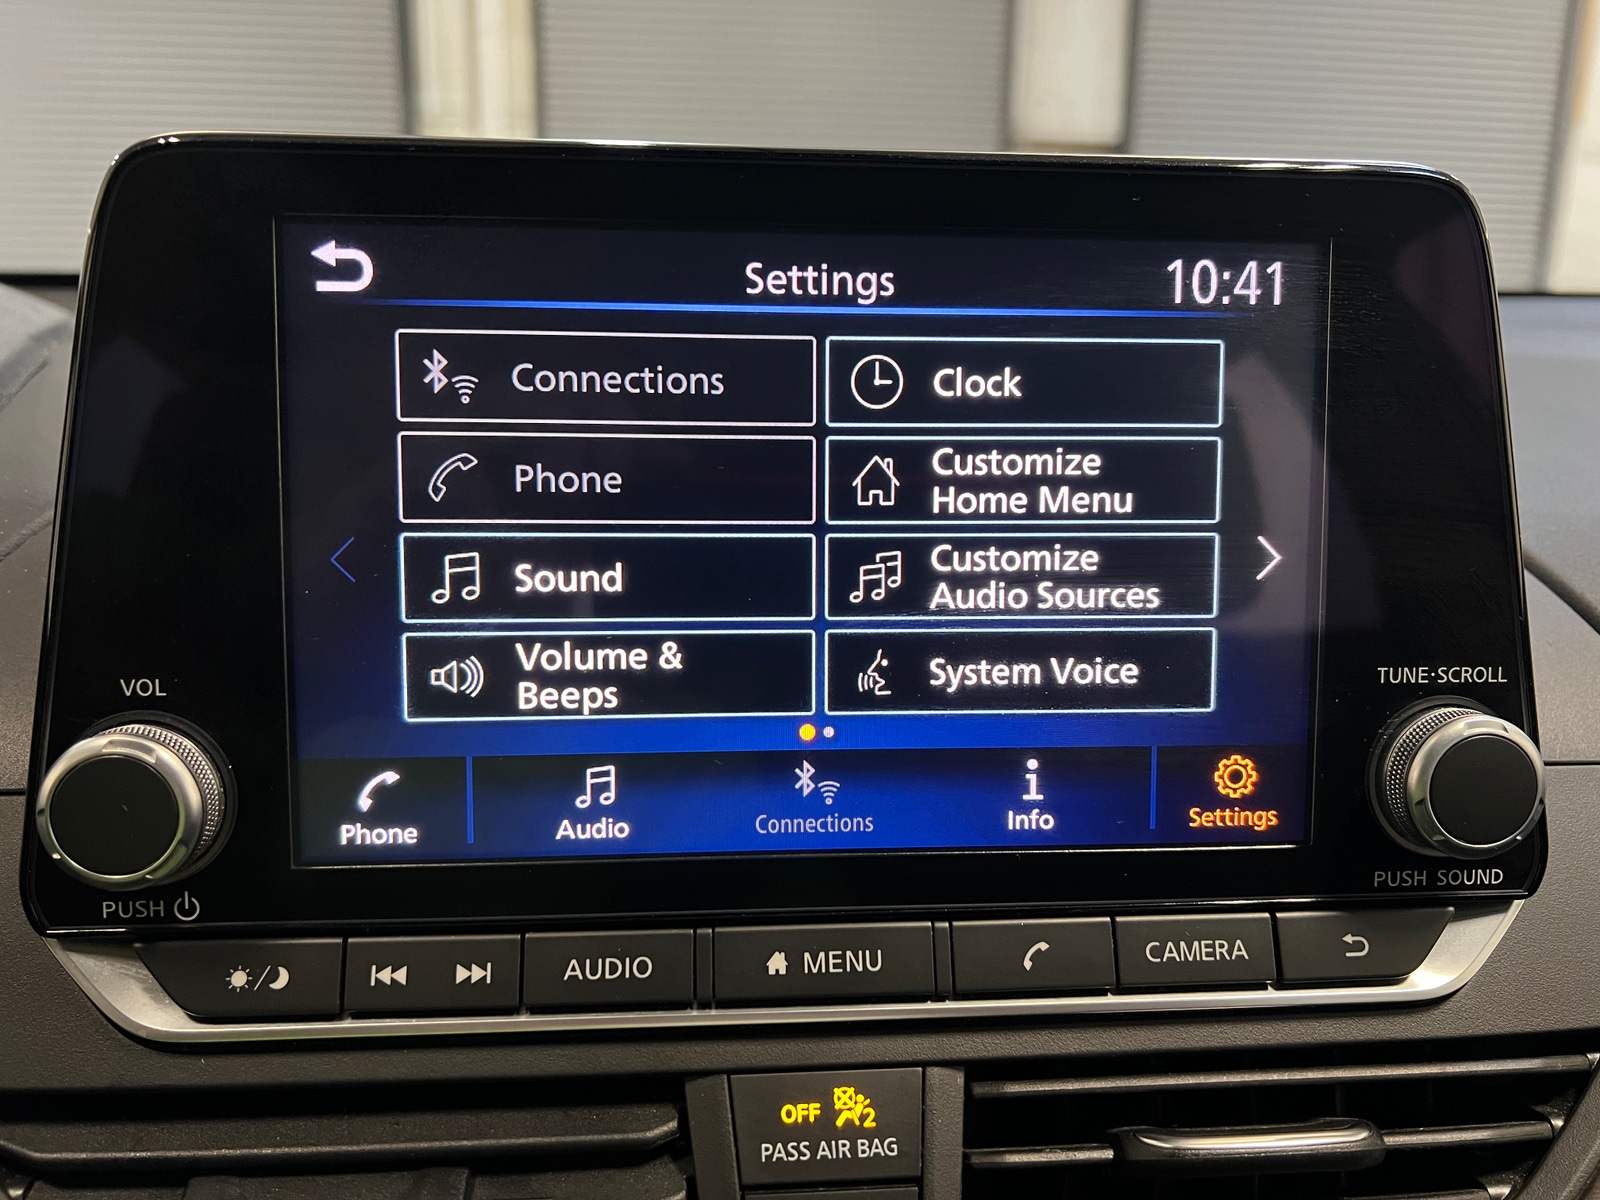 Settings
10:41
Connections
Clock
Phone
Customize
Home Menu
Sound
Customize
Audio Sources
Volume &
Beeps
System Voice
Phone
Audio
Connections
Info
Settings
VOL
PUSH
TUNE·SCROLL
PUSH SOUND
AUDIO
MENU
CAMERA
OFF 2
PASS AIR BAG